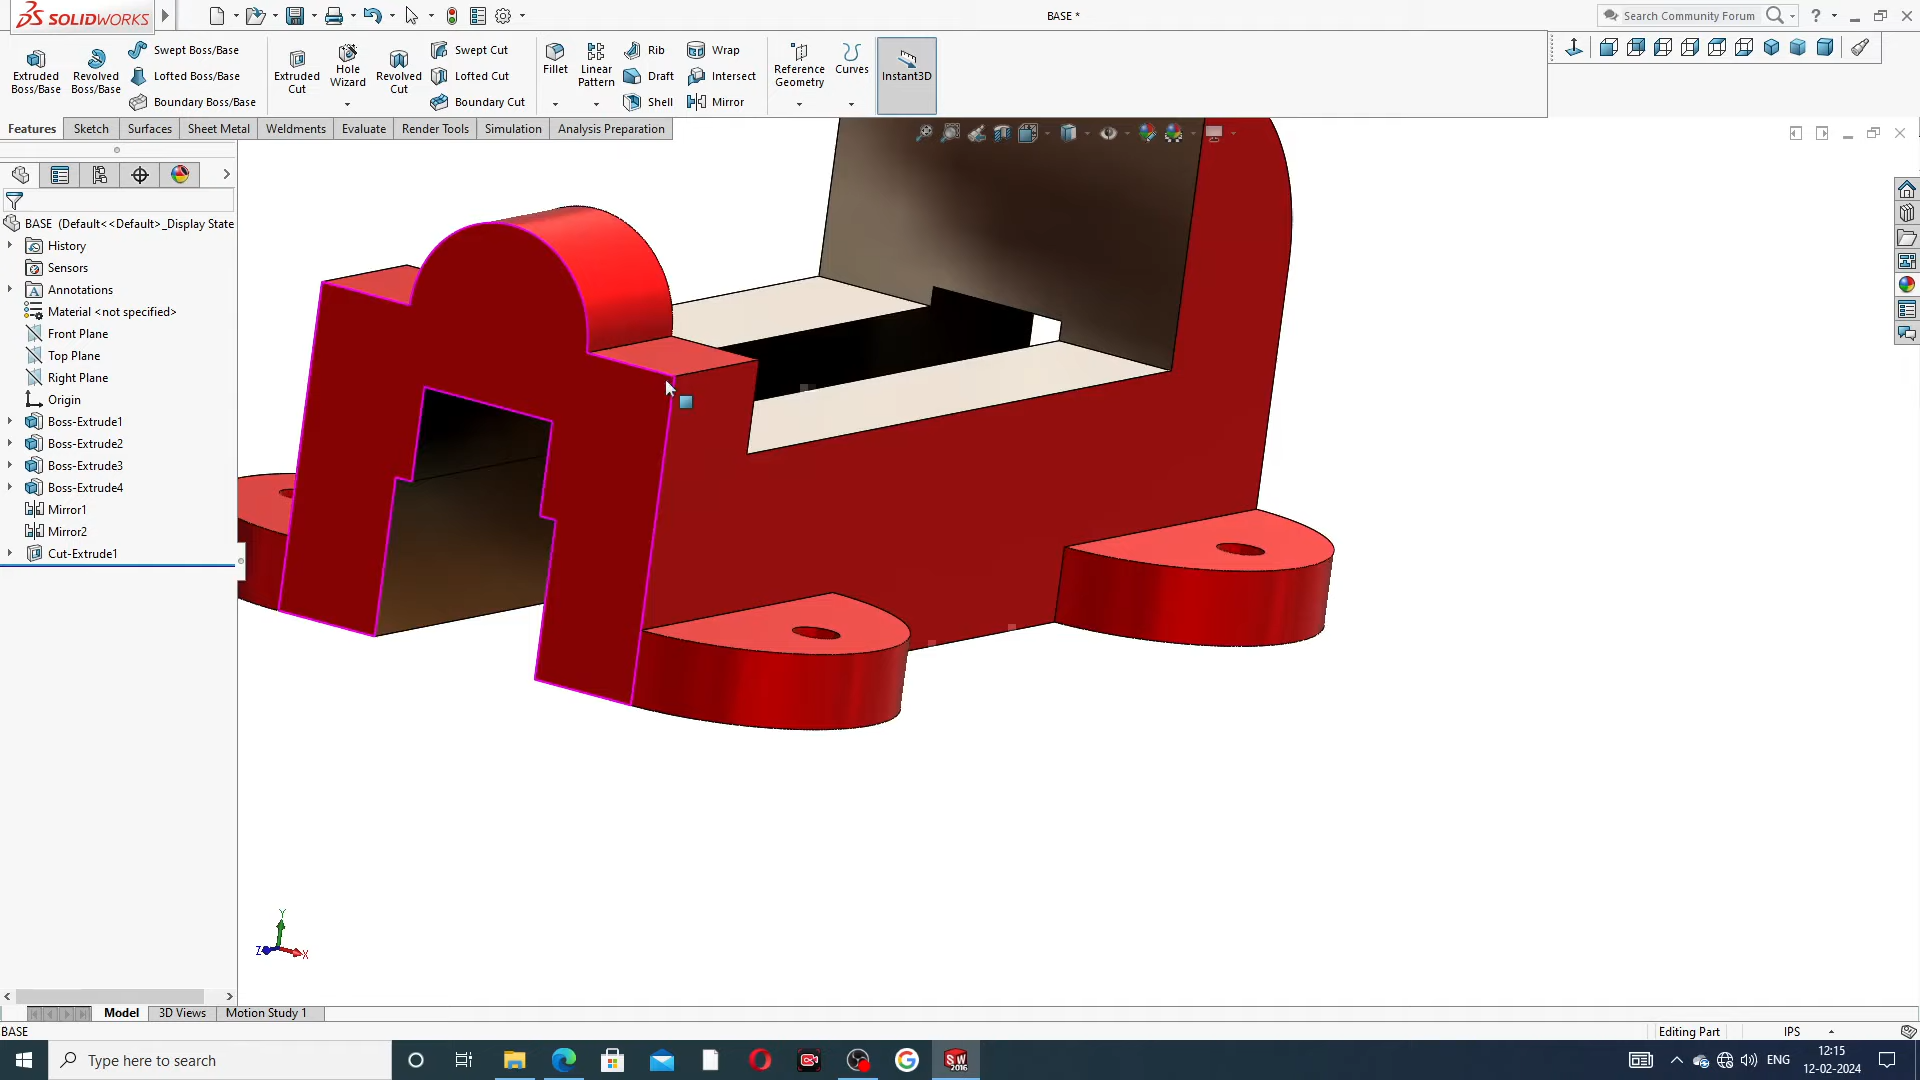 SOLIDWORKS
BASE *
Search Community Forum
?
Extruded Boss/Base
Revolved Boss/Base
Swept Boss/Base
Lofted Boss/Base
Boundary Boss/Base
Extruded Cut
Hole Wizard
Revolved Cut
Swept Cut
Lofted Cut
Boundary Cut
Fillet
Linear Pattern
Rib
Draft
Shell
Wrap
Intersect
Mirror
Reference Geometry
Curves
Instant3D
Features
Sketch
Surfaces
Sheet Metal
Weldments
Evaluate
Render Tools
Simulation
Analysis Preparation
BASE (Default<<Default>_Display State
History
Sensors
Annotations
Material <not specified>
Front Plane
Top Plane
Right Plane
Origin
Boss-Extrude1
Boss-Extrude2
Boss-Extrude3
Boss-Extrude4
Mirror1
Mirror2
Cut-Extrude1
Y
Z
X
Model
3D Views
Motion Study 1
BASE
Editing Part
IPS
Type here to search
SW
2016
ENG
12:15
12-02-2024